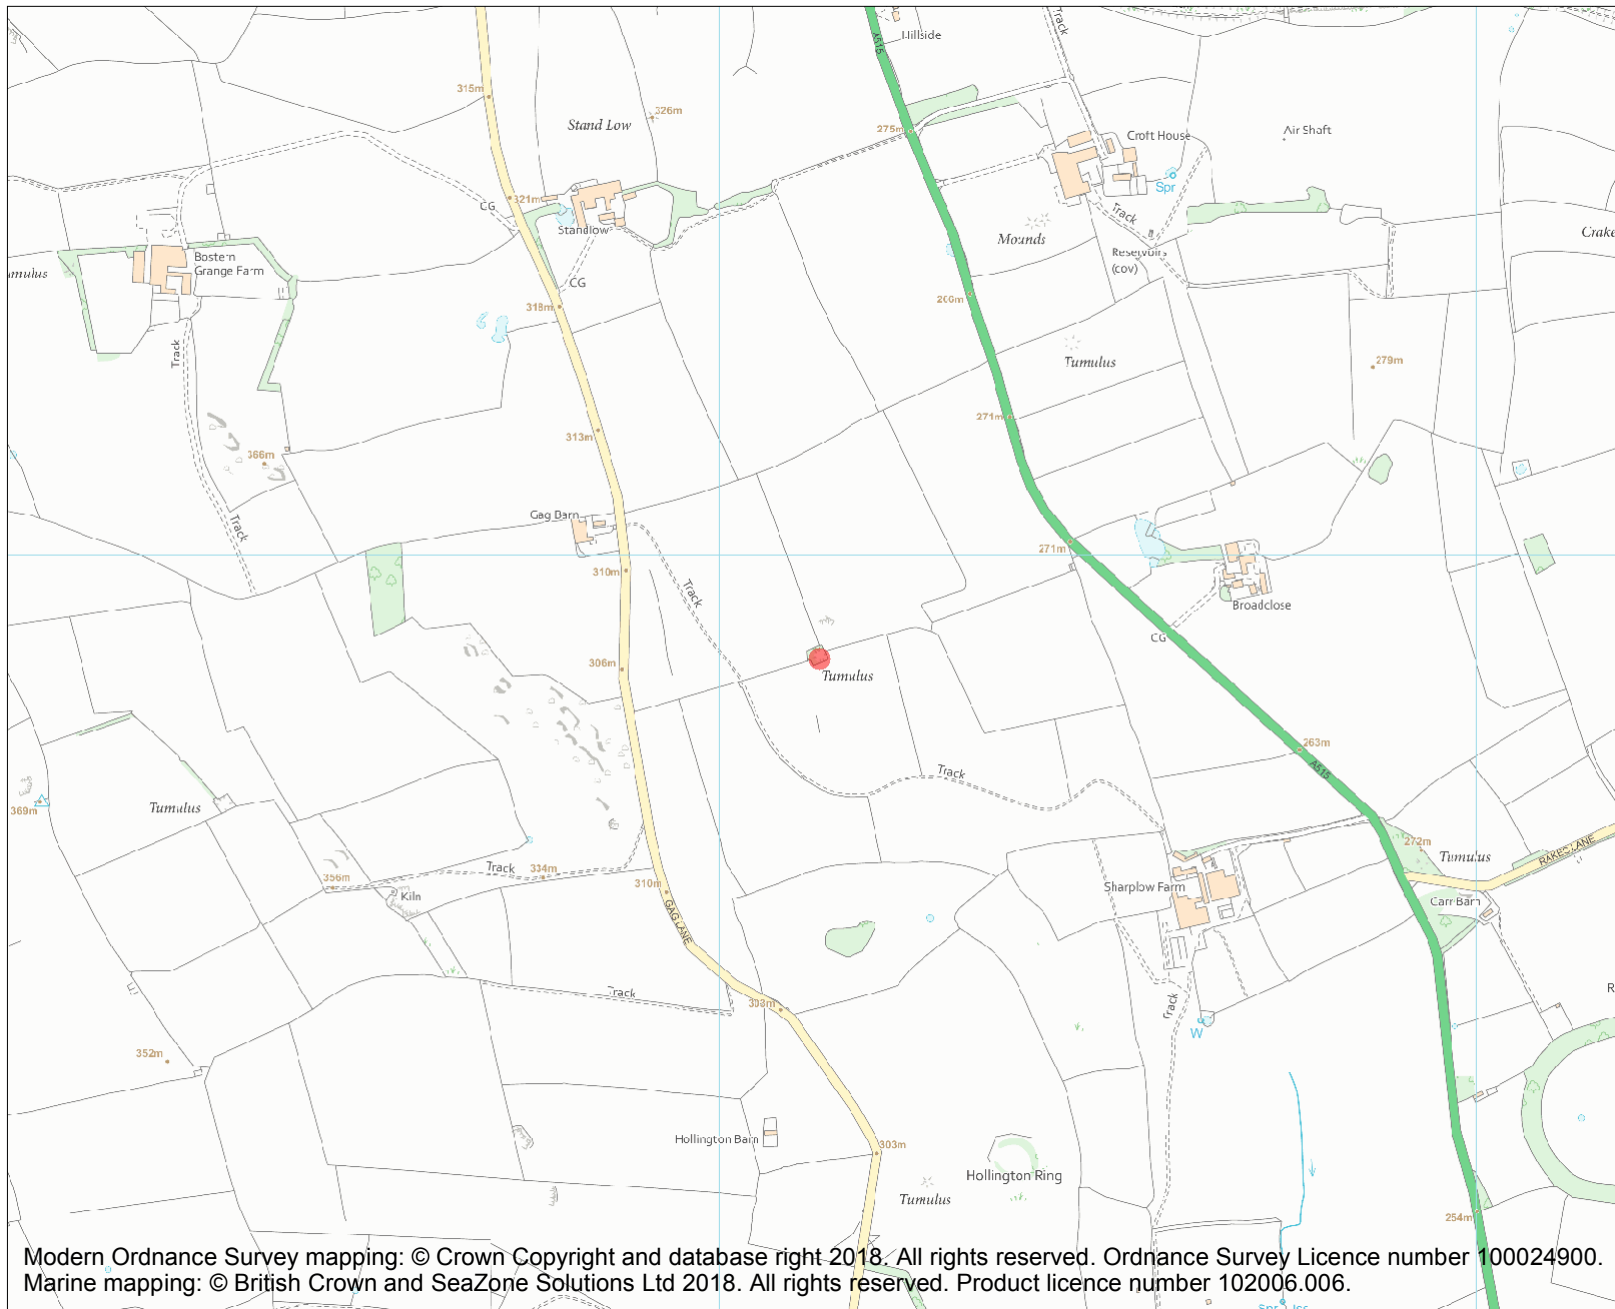 A515
Hillside
Track
315m
326m
Stand Low
275m
Croft House
Air Shaft
Spr
CG
321m
Standlow
Track
Mounds
Reservoirs
(cov)
Bostern
Grange Farm
CG
318m
Tumulus
279m
271m
Track
313m
366m
Track
Gag Barn
271m
310m
Track
Broadclose
CG
306m
Tumulus
263m
A515
Track
369m
Tumulus
272m
Tumulus
RAKES LANE
Track
334m
356m
Kiln
310m
GAG LANE
Sharplow Farm
Carr Barn
Track
303m
Track
W
352m
Hollington Barn
303m
Hollington Ring
Tumulus
254m
Modern Ordnance Survey mapping: © Crown Copyright and database right 2018. All rights reserved. Ordnance Survey Licence number 100024900.
Marine mapping: © British Crown and SeaZone Solutions Ltd 2018. All rights reserved. Product licence number 102006.006.